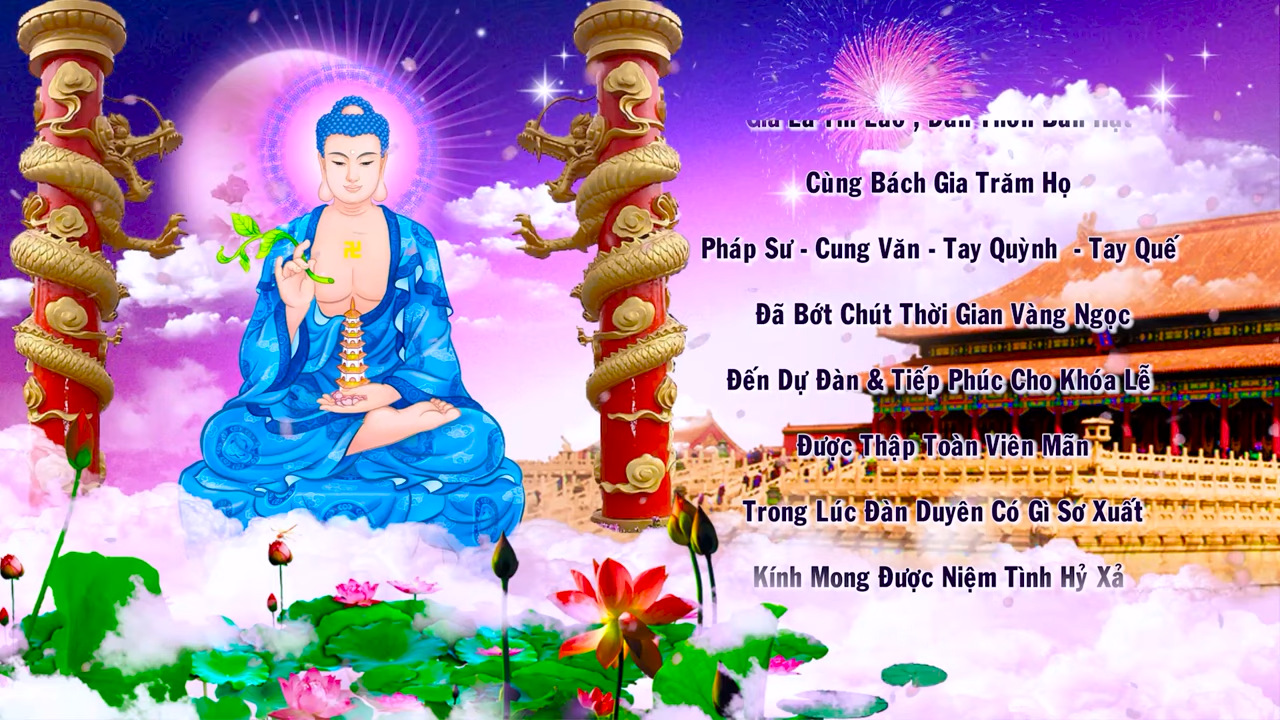 Cùng Bách Gia Trăm Họ
Pháp Sư - Cung Văn - Tay Quỳnh - Tay Quế
Đã Bớt Chút Thời Gian Vàng Ngọc
Đến Dự Đàn & Tiếp Phúc Cho Khóa Lễ
Được Thập Toàn Viên Mãn
Trong Lúc Đàn Duyên Có Gì Sơ Xuất
Kính Mong Được Niệm Tình Hỷ Xả